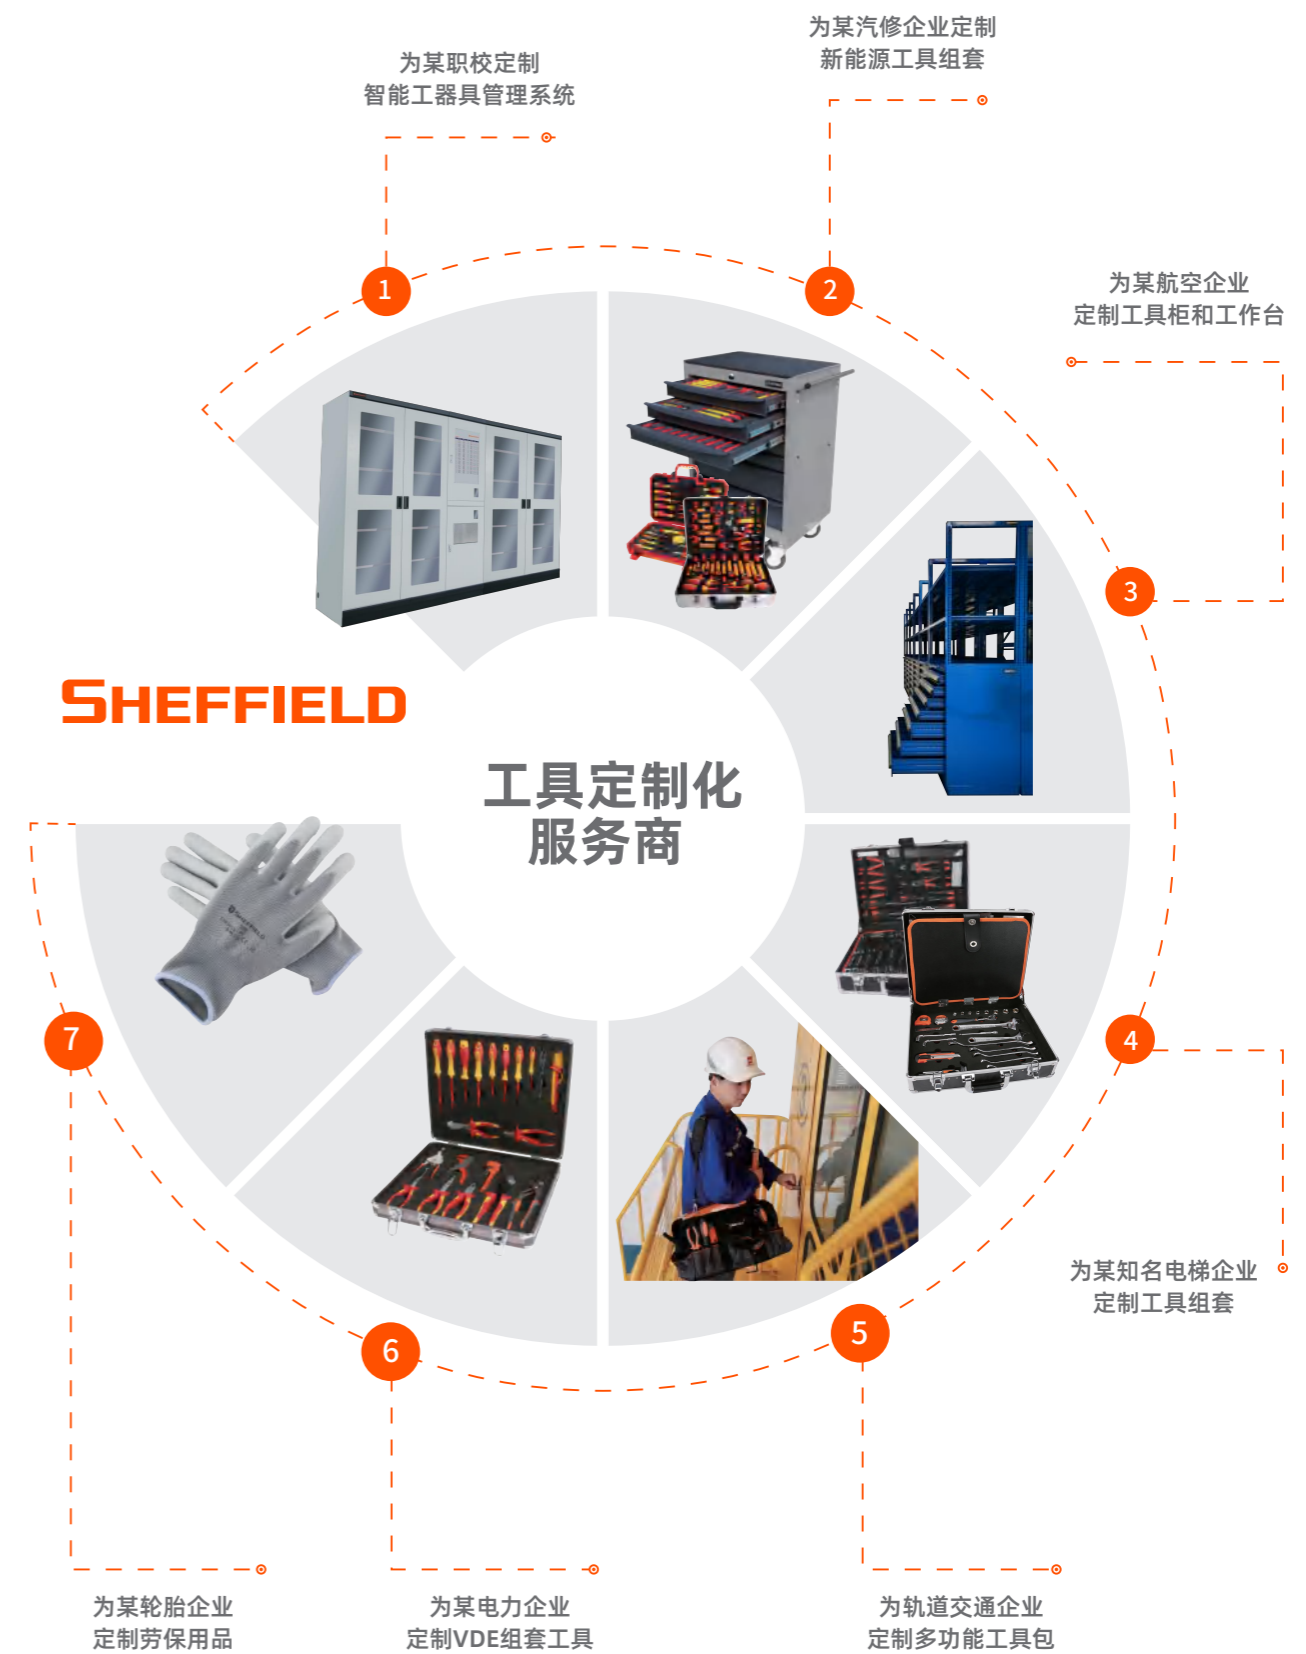 为某职校定制
智能工器具管理系统
为某汽修企业定制
新能源工具组套
为某航空企业
定制工具柜和工作台
1
2
3
SHEFFIELD
工具定制化
服务商
SHEFFIELD
7
4
6
5
为某知名电梯企业
定制工具组套
为某轮胎企业
定制劳保用品
为某电力企业
定制VDE组套工具
为轨道交通企业
定制多功能工具包